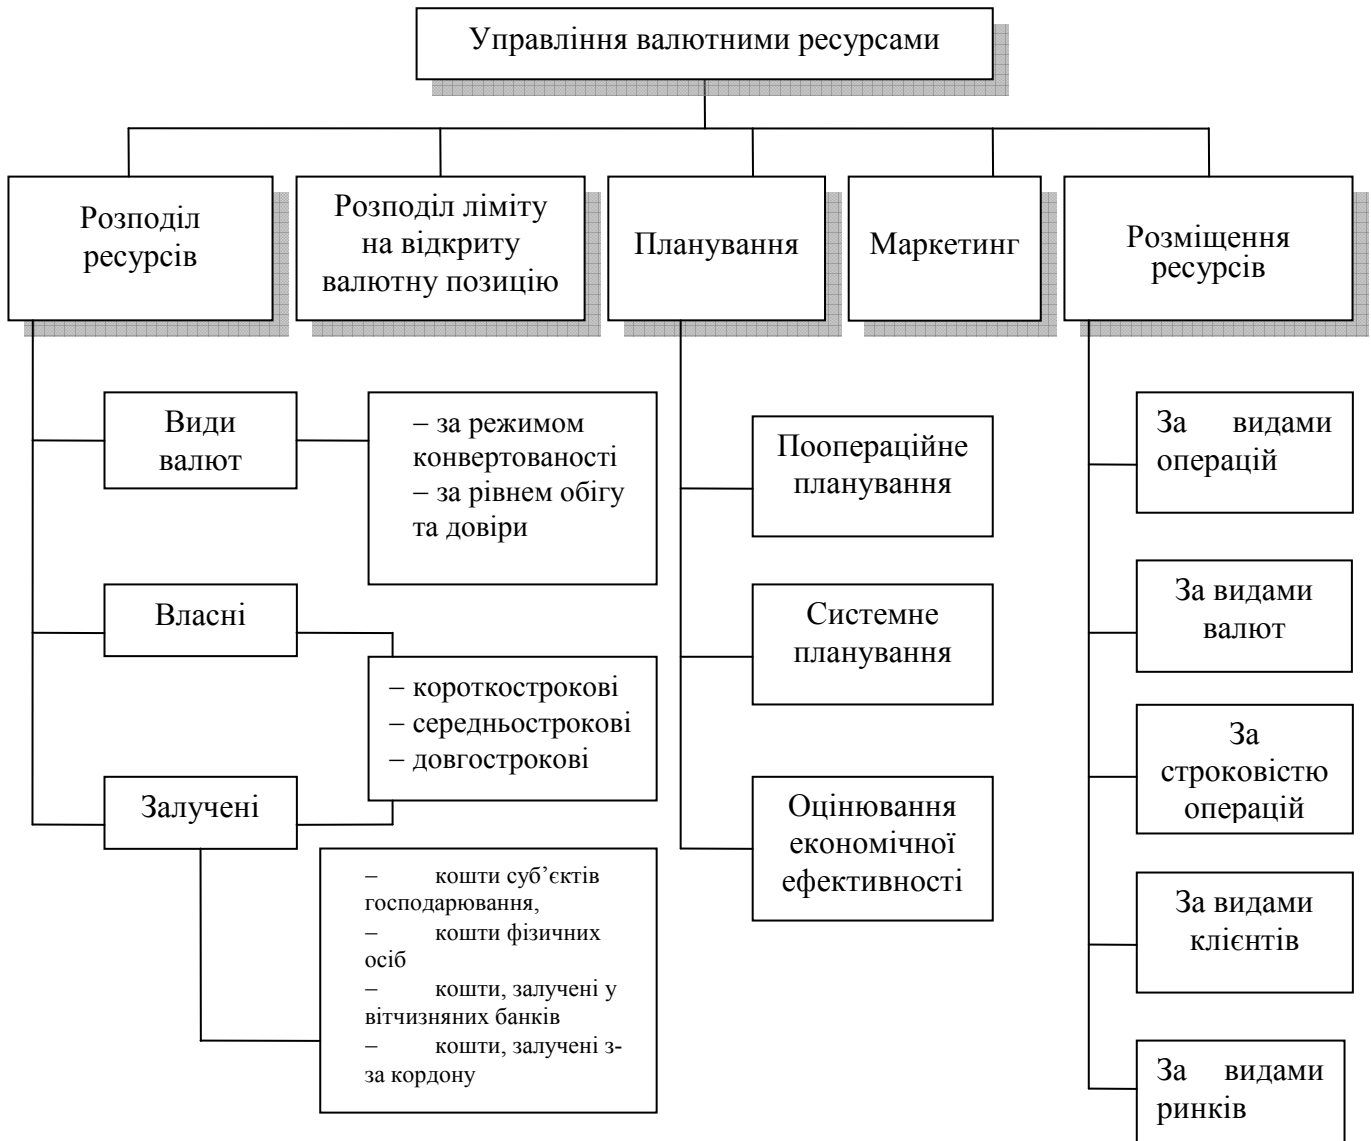 Управління валютними ресурсами
Розподіл
ресурсів
Розподіл ліміту
на відкриту
валютну позицію
Планування
Маркетинг
Розміщення
ресурсів
Види
валют
– за режимом
конвертованості
– за рівнем обігу
та довіри
Власні
– короткострокові
– середньострокові
– довгострокові
Залучені
– кошти суб’єктів
господарювання,
– кошти фізичних
осіб
– кошти, залучені у
вітчизняних банків
– кошти, залучені з-
за кордону
Поопераційне
планування
Системне
планування
Оцінювання
економічної
ефективності
За видами
операцій
За видами
валют
За
строковістю
операцій
За видами
клієнтів
За видами
ринків